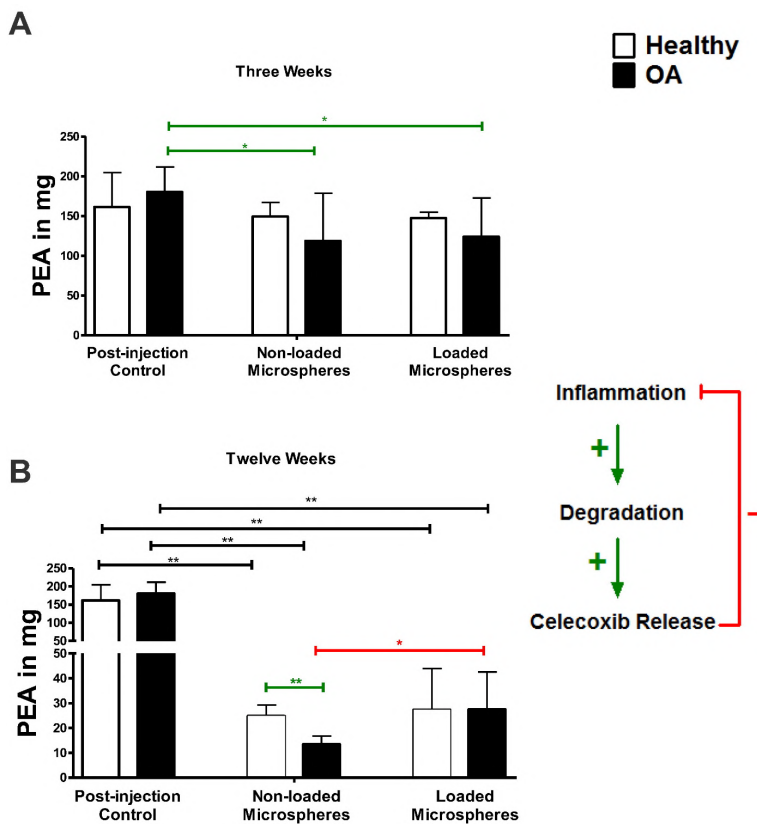 A
Healthy
OA
Three Weeks
*
*
PEA in mg
250
200
150
100
50
0
Post-injection
Control
Non-loaded
Microspheres
Loaded
Microspheres
Inflammation
+
Degradation
+
Celecoxib Release
B
Twelve Weeks
**
**
**
**
*
**
PEA in mg
200
150
100
50
50
40
30
20
10
0
Post-injection
Control
Non-loaded
Microspheres
Loaded
Microspheres